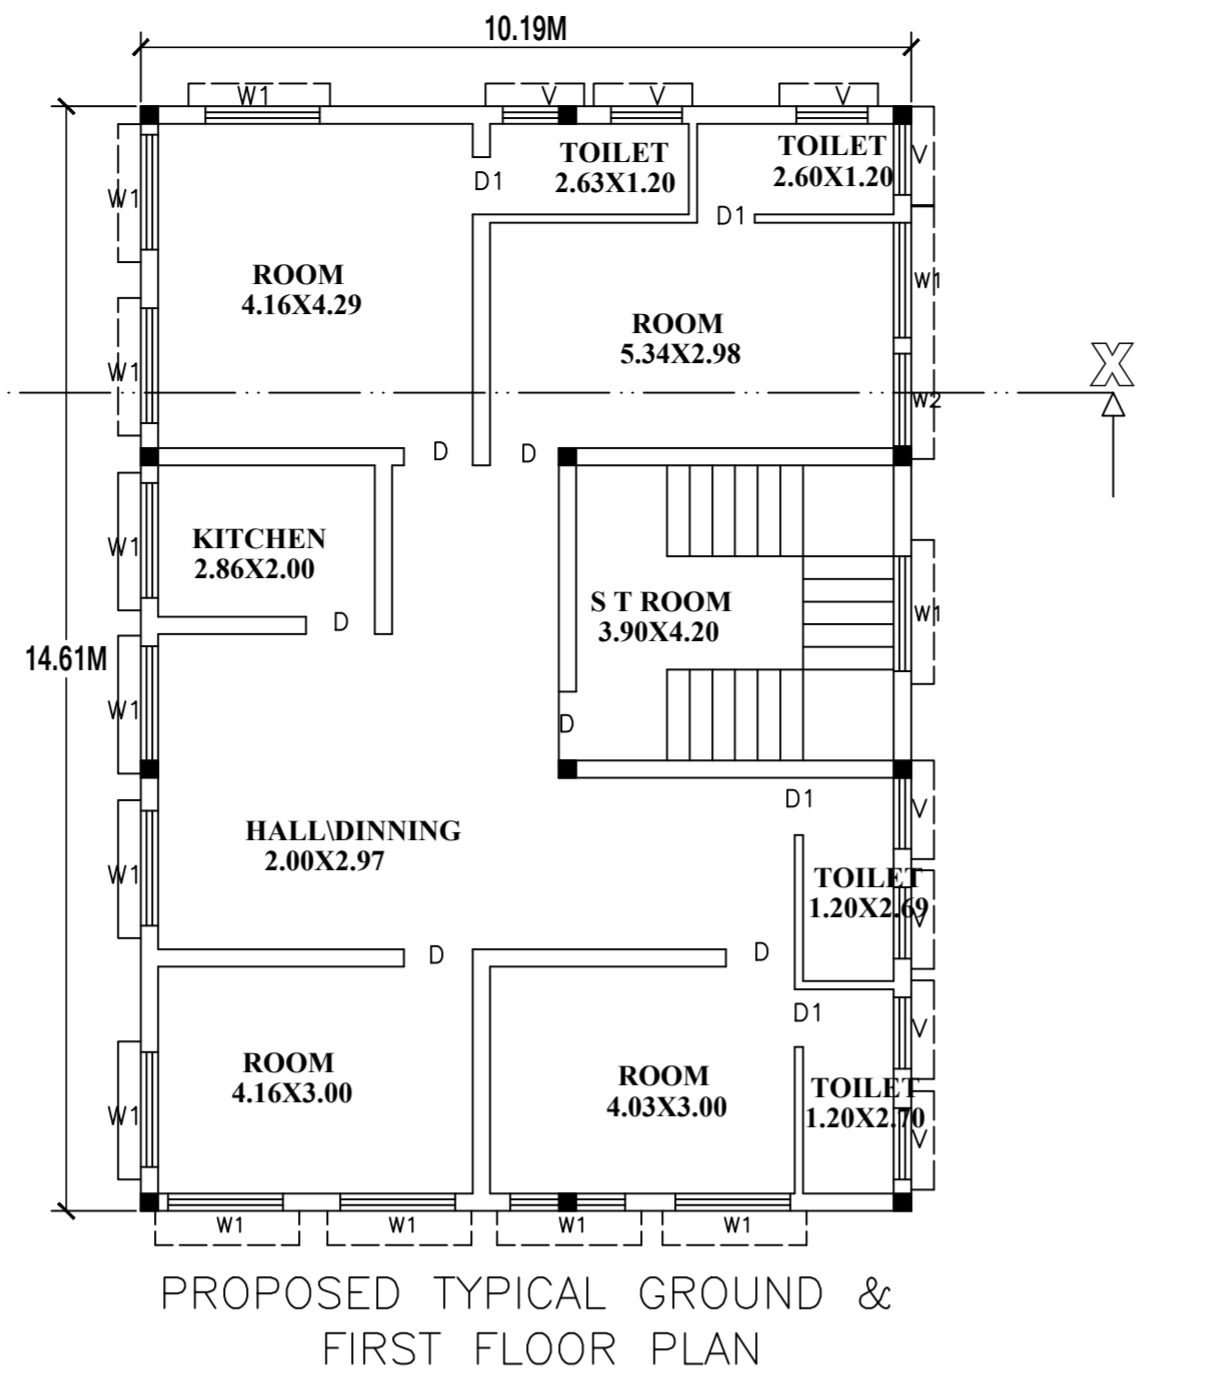 10.19M
W1
V
V
V
TOILET
2.63X1.20
TOILET
2.60X1.20
V
W1
D1
D1
ROOM
4.16X4.29
W1
ROOM
5.34X2.98
W1
X
W2
D
D
KITCHEN
2.86X2.00
W1
S T ROOM
3.90X4.20
W1
D
14.61M
W1
D
D1
V
HALL\DINNING
2.00X2.97
W1
TOILET
1.20X2.69
V
D
D
D1
V
ROOM
4.16X3.00
ROOM
4.03X3.00
W1
TOILET
1.20X2.70
V
W1
W1
W1
W1
PROPOSED TYPICAL GROUND &
FIRST FLOOR PLAN